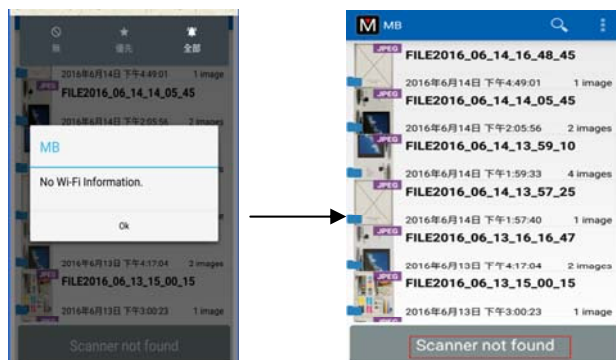 無 優先 全部
2016年6月14日 下午4:49:01 1 image
JPEG
FILE2016_06_14_14_05_45
2016年6月14日 下午2:05:56 2 images
MB
No Wi-Fi Information.
Ok
2016年6月13日 下午4:17:04 2 images
JPEG
FILE2016_06_13_15_00_15
2016年6月13日 下午3:00:23 1 image
Scanner not found
M MB
JPEG
FILE2016_06_14_16_48_45
2016年6月14日 下午4:49:01 1 image
JPEG
FILE2016_06_14_14_05_45
2016年6月14日 下午2:05:56 2 images
JPEG
FILE2016_06_14_13_59_10
2016年6月14日 下午1:59:33 4 images
JPEG
FILE2016_06_14_13_57_25
2016年6月14日 下午1:57:40 1 image
JPEG
FILE2016_06_13_16_16_47
2016年6月13日 下午4:17:04 2 images
JPEG
FILE2016_06_13_15_00_15
2016年6月13日 下午3:00:23 1 image
Scanner not found